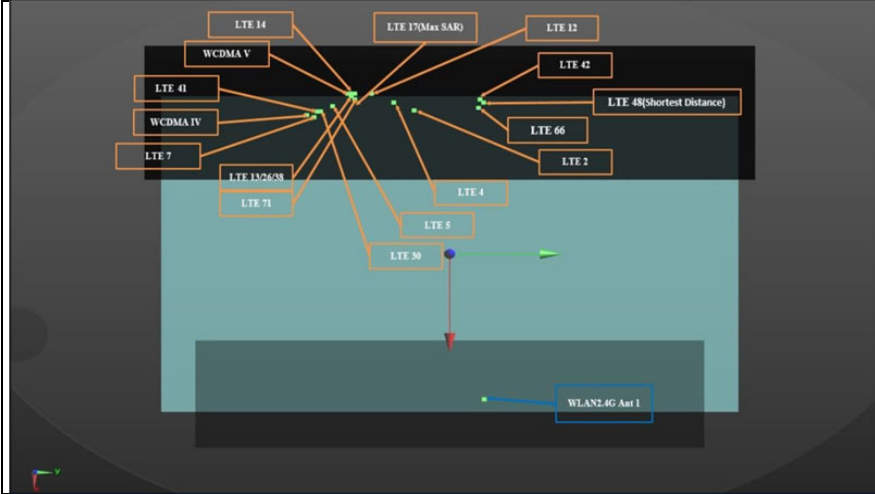 LTE 14
LTE 17(Max SAR)
LTE 12
WCDMA V
LTE 42
LTE 41
LTE 48(Shortest Distance)
WCDMA IV
LTE 66
LTE 7
LTE 2
LTE 13/26/38
LTE 4
LTE 71
LTE 5
LTE 30
WLAN2.4G Ant 1
Y